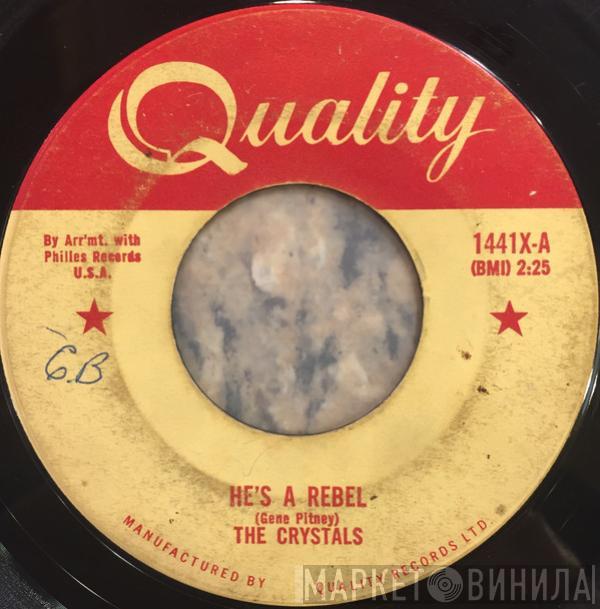 Quality
By Arr'mt. with
Philles Records
U.S.A.
1441X-A
(BMI) 2:25
6.B
HE'S A REBEL
(Gene Pitney)
THE CRYSTALS
MANUFACTURED BY QUALITY RECORDS LTD.
МАРКЕТ ВИНИЛА